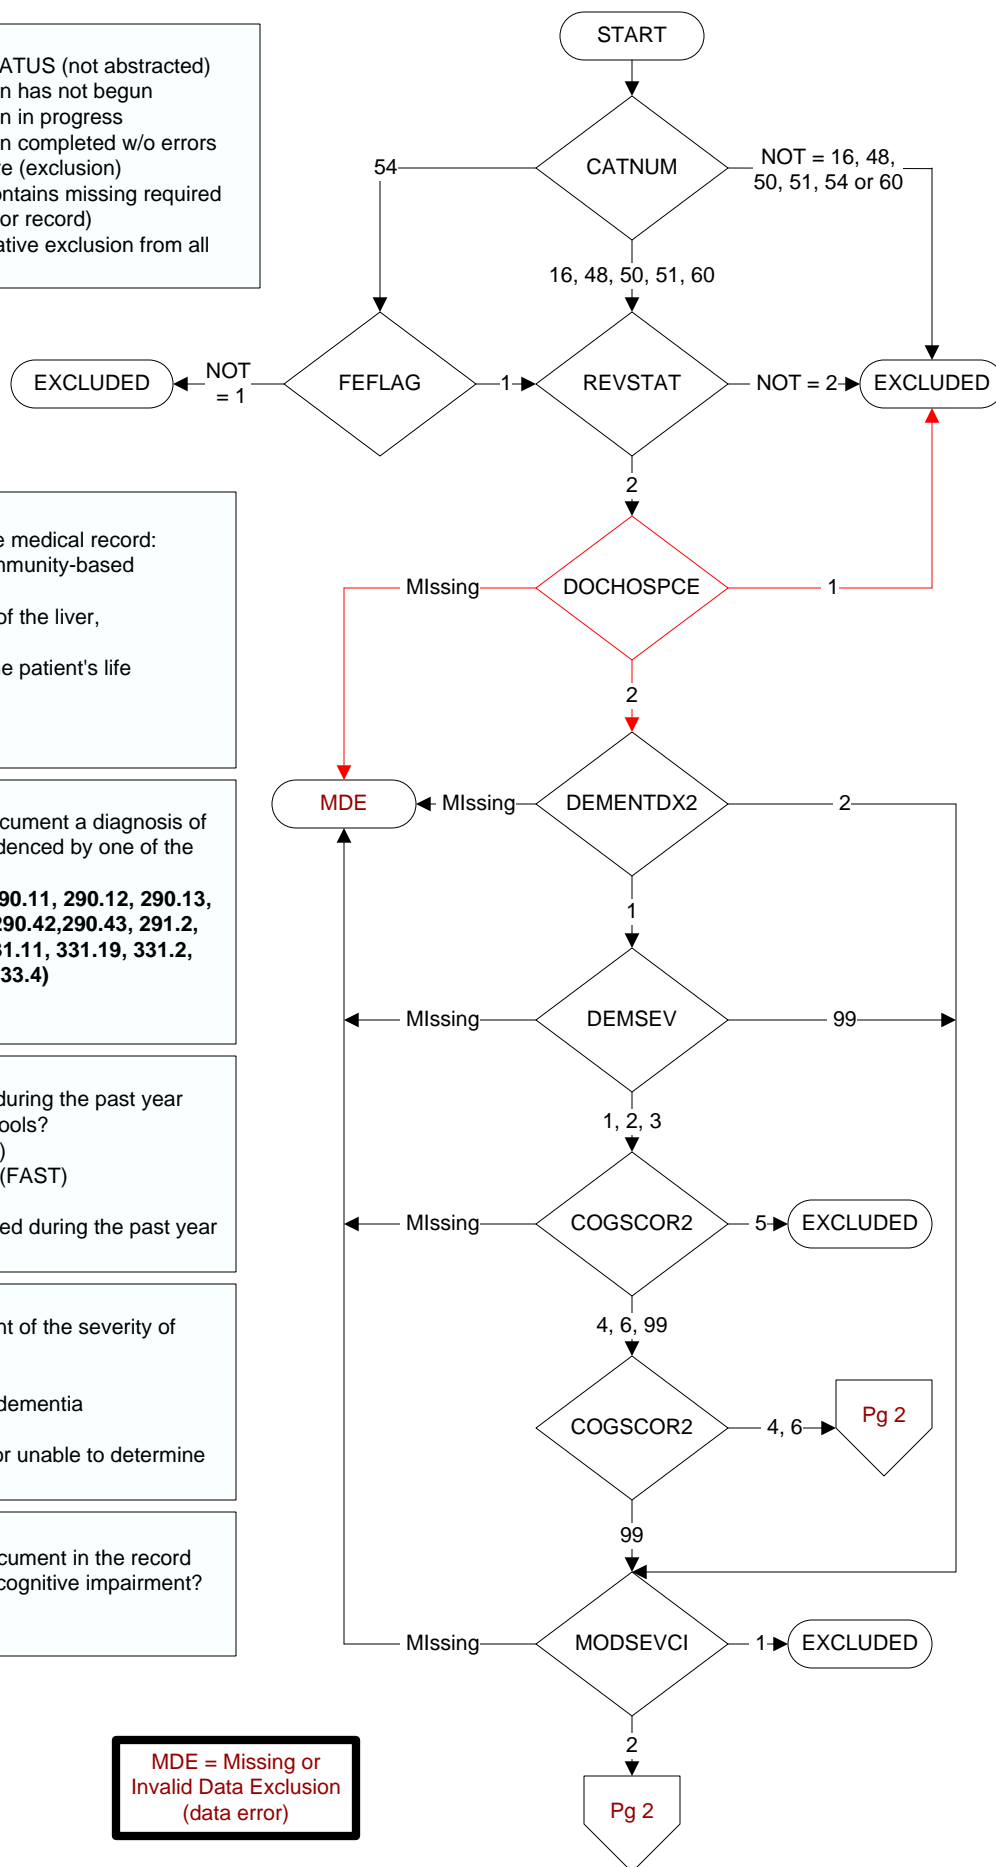 START
ATUS (not abstracted)
n has not begun
n in progress
n completed w/o errors
re (exclusion)
ontains missing required
or record)
ative exclusion from all
54
CATNUM
NOT = 16, 48,
50, 51, 54 or 60
16, 48, 50, 51, 60
EXCLUDED
NOT
= 1
FEFLAG
1
REVSTAT
NOT = 2
EXCLUDED
2
e medical record:
mmunity-based
of the liver,
ne patient's life
MIssing
DOCHOSPCE
1
2
MDE
MIssing
DEMENTDX2
2
ocument a diagnosis of
idenced by one of the
90.11, 290.12, 290.13,
290.42,290.43, 291.2,
31.11, 331.19, 331.2,
33.4)
1
MIssing
DEMSEV
99
during the past year
ools?
)
(FAST)
ed during the past year
1, 2, 3
MIssing
COGSCOR2
5
EXCLUDED
4, 6, 99
nt of the severity of
dementia
or unable to determine
COGSCOR2
4, 6
Pg 2
99
ocument in the record
cognitive impairment?
MIssing
MODSEVCI
1
EXCLUDED
2
MDE = Missing or
Invalid Data Exclusion
(data error)
Pg 2